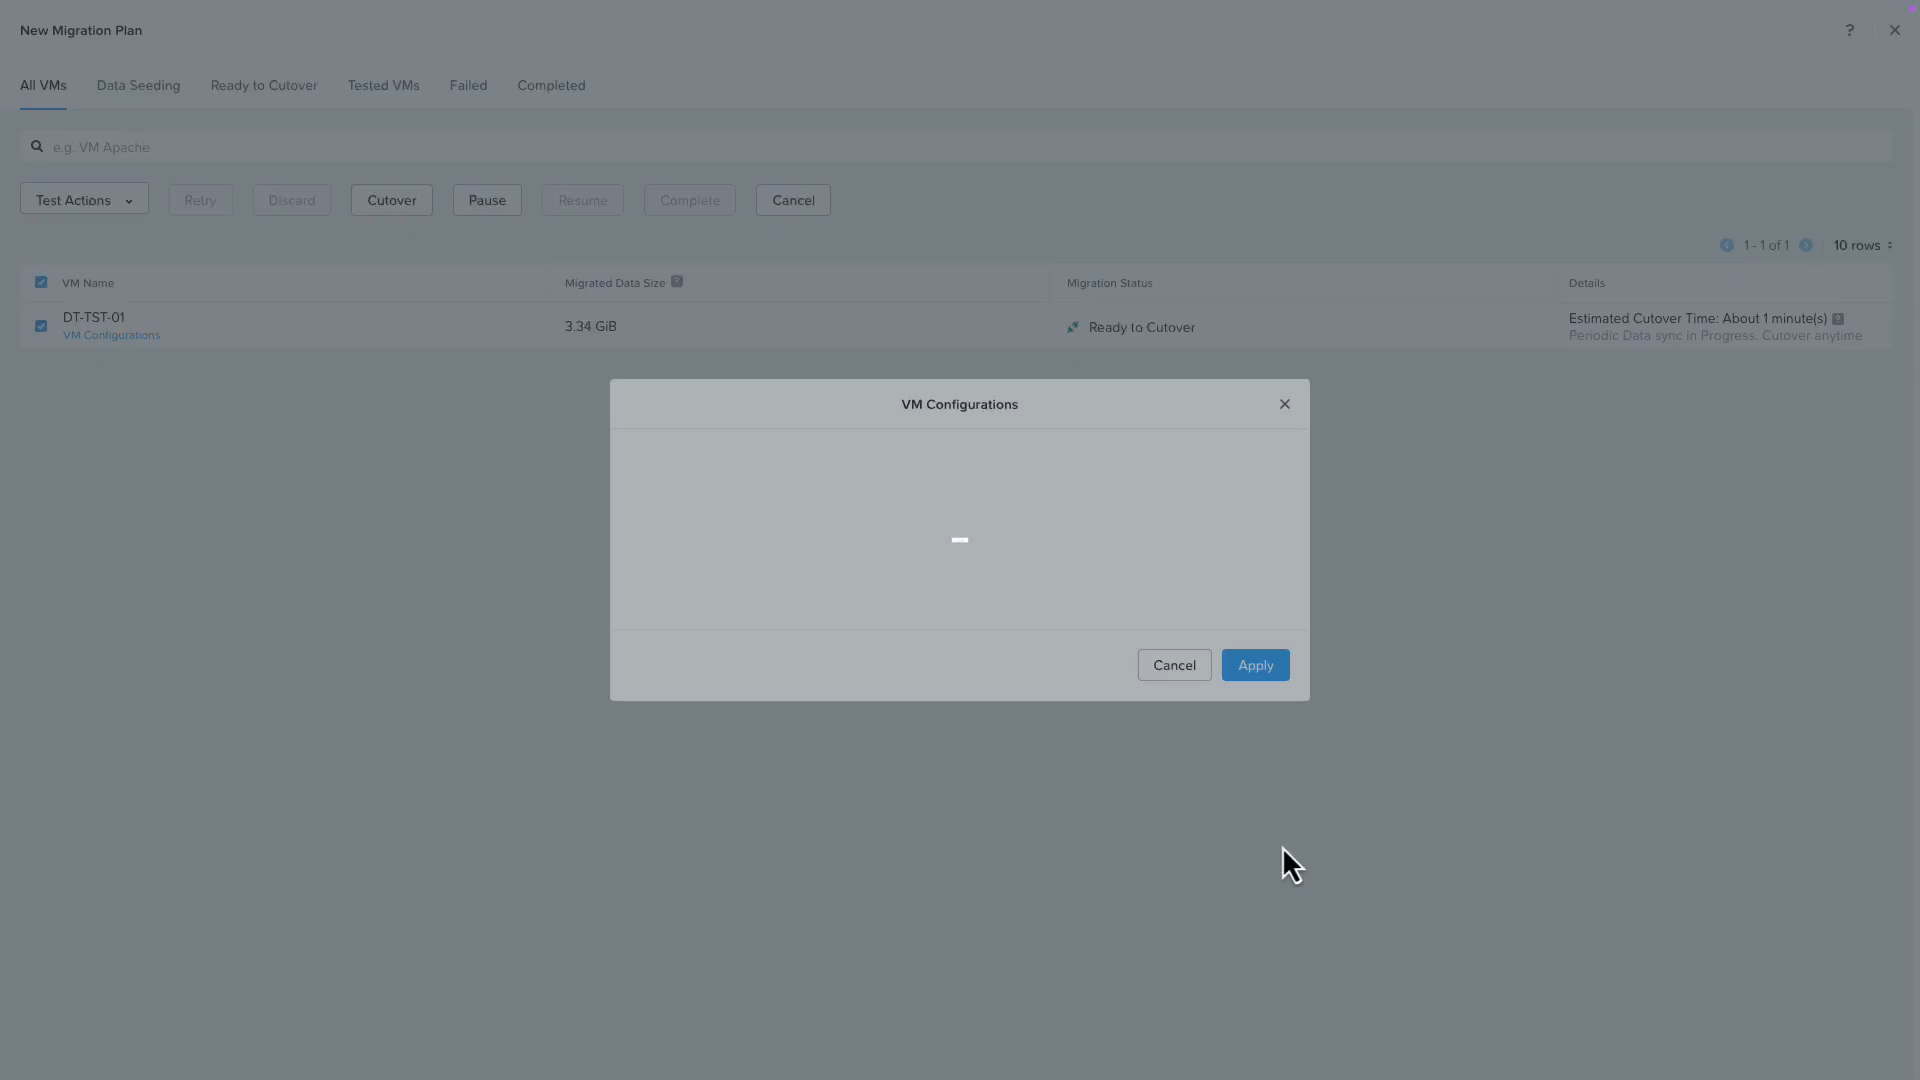 New Migration Plan
?
All VMs
Data Seeding
Ready to Cutover
Tested VMs
Failed
Completed
e.g. VM Apache
Test Actions
Retry
Discard
Cutover
Pause
Resume
Complete
Cancel
1 - 1 of 1
10 rows
VM Name
Migrated Data Size ?
Migration Status
Details
DT-TST-01
VM Configurations
3.34 GiB
Ready to Cutover
Estimated Cutover Time: About 1 minute(s) ?
Periodic Data sync in Progress. Cutover anytime
VM Configurations
Cancel
Apply